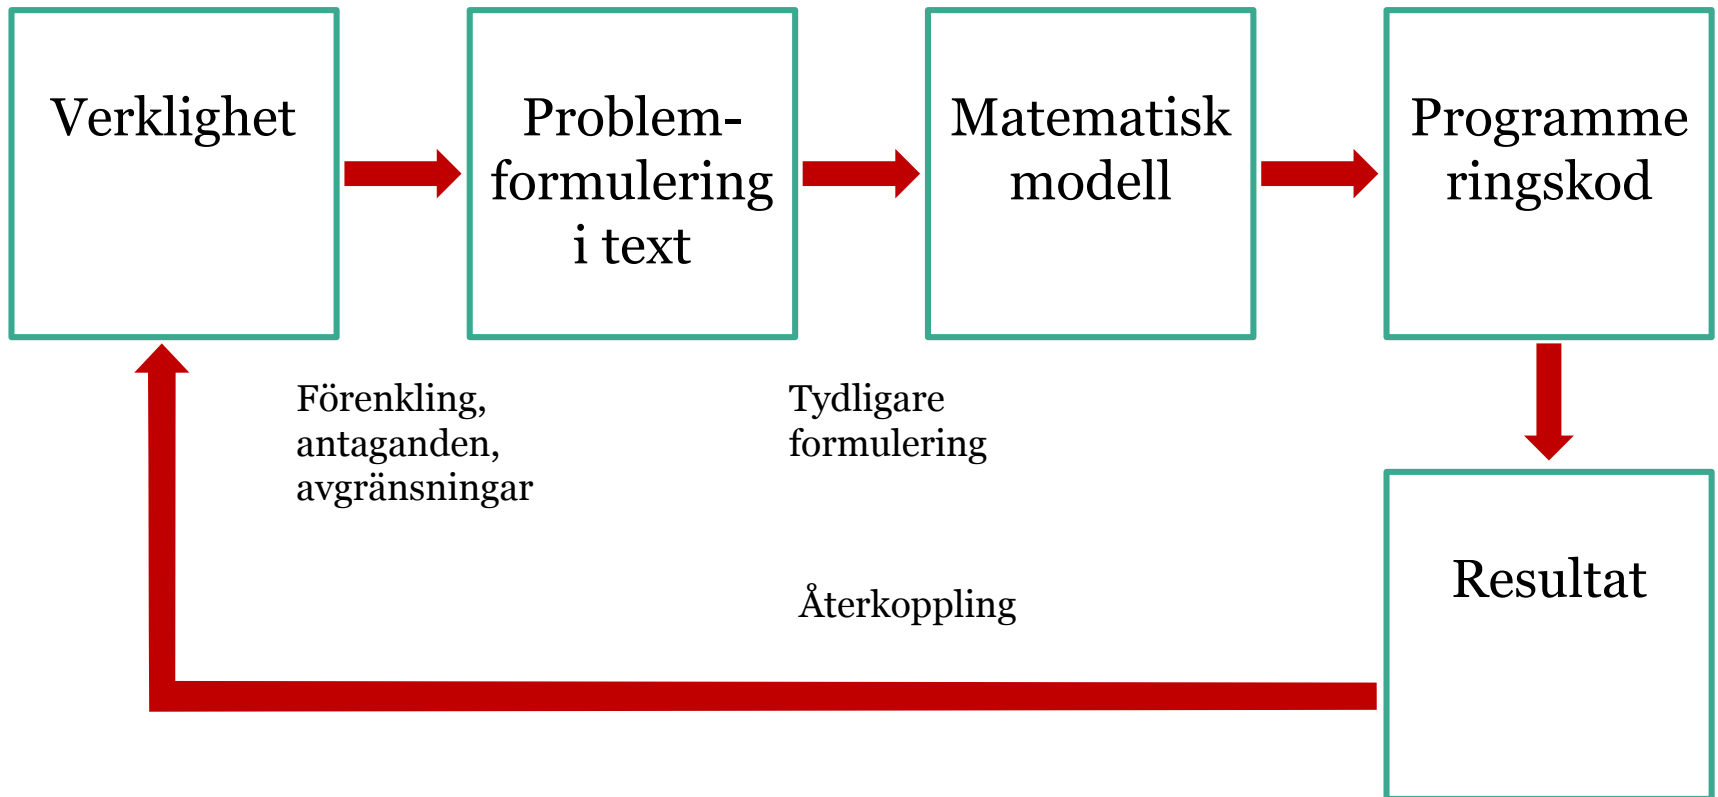 Verklighet
Problem-
formulering
i text
Matematisk
modell
Programme
ringskod
Förenkling,
antaganden,
avgränsningar
Tydligare
formulering
Återkoppling
Resultat